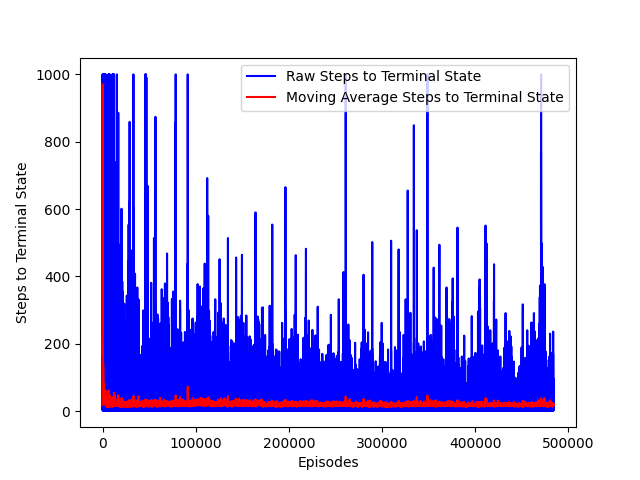 Raw Steps to Terminal State
Moving Average Steps to Terminal State
1000
800
600
400
200
0
Steps to Terminal State
0 100000 200000 300000 400000 500000
Episodes